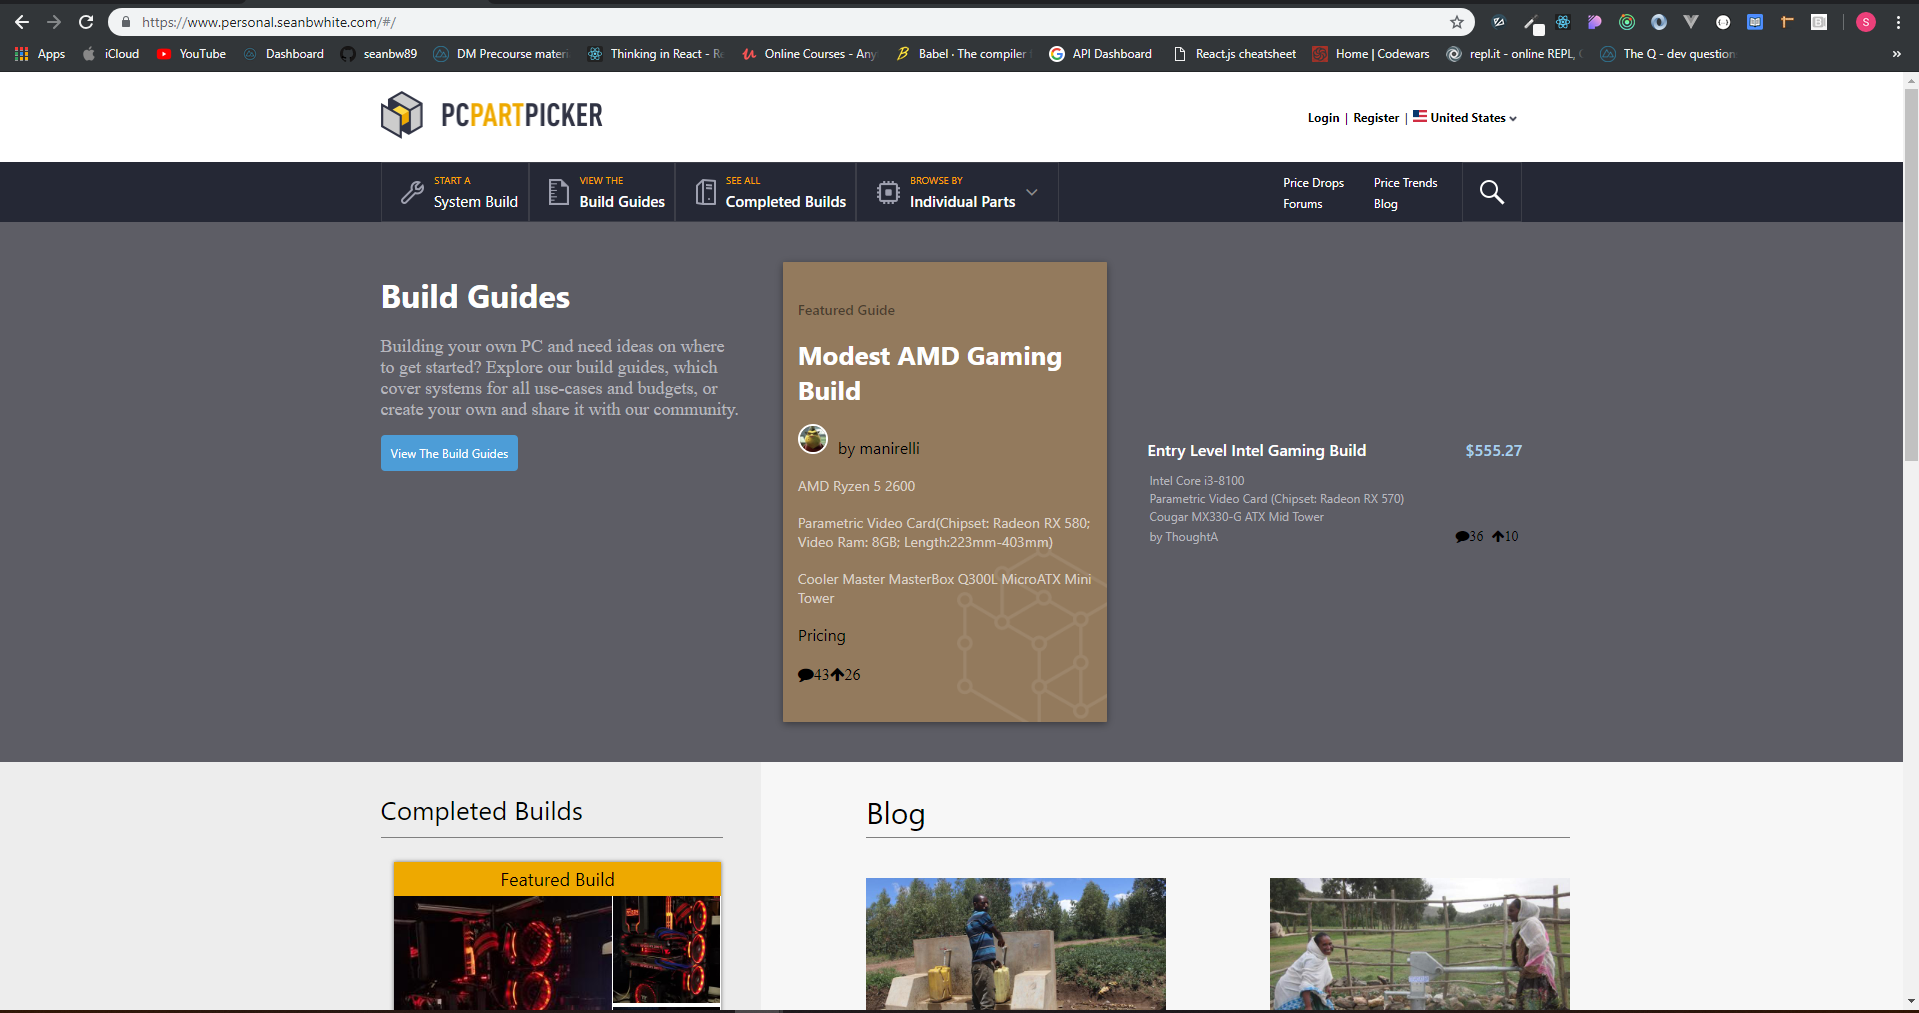 https://www.personal.seanbwhite.com/#/
S
Apps iCloud YouTube Dashboard seanbw89 DM Precourse materi Thinking in React - Re Online Courses - Any Babel · The compiler API Dashboard React.js cheatsheet Home | Codewars repl.it - online REPL, The Q - dev question »
PCPARTPICKER
Login | Register | United States
START A
System Build
VIEW THE
Build Guides
SEE ALL
Completed Builds
BROWSE BY
Individual Parts
Price Drops Price Trends
Forums Blog
Build Guides
Building your own PC and need ideas on where
to get started? Explore our build guides, which
cover systems for all use-cases and budgets, or
create your own and share it with our community.
View The Build Guides
Featured Guide
Modest AMD Gaming
Build
by manirelli
AMD Ryzen 5 2600
Parametric Video Card(Chipset: Radeon RX 580;
Video Ram: 8GB; Length:223mm-403mm)
Cooler Master MasterBox Q300L MicroATX Mini
Tower
Pricing
43 26
Entry Level Intel Gaming Build $555.27
Intel Core i3-8100
Parametric Video Card (Chipset: Radeon RX 570)
Cougar MX330-G ATX Mid Tower
by ThoughtA 36 10
Completed Builds
Featured Build
Blog